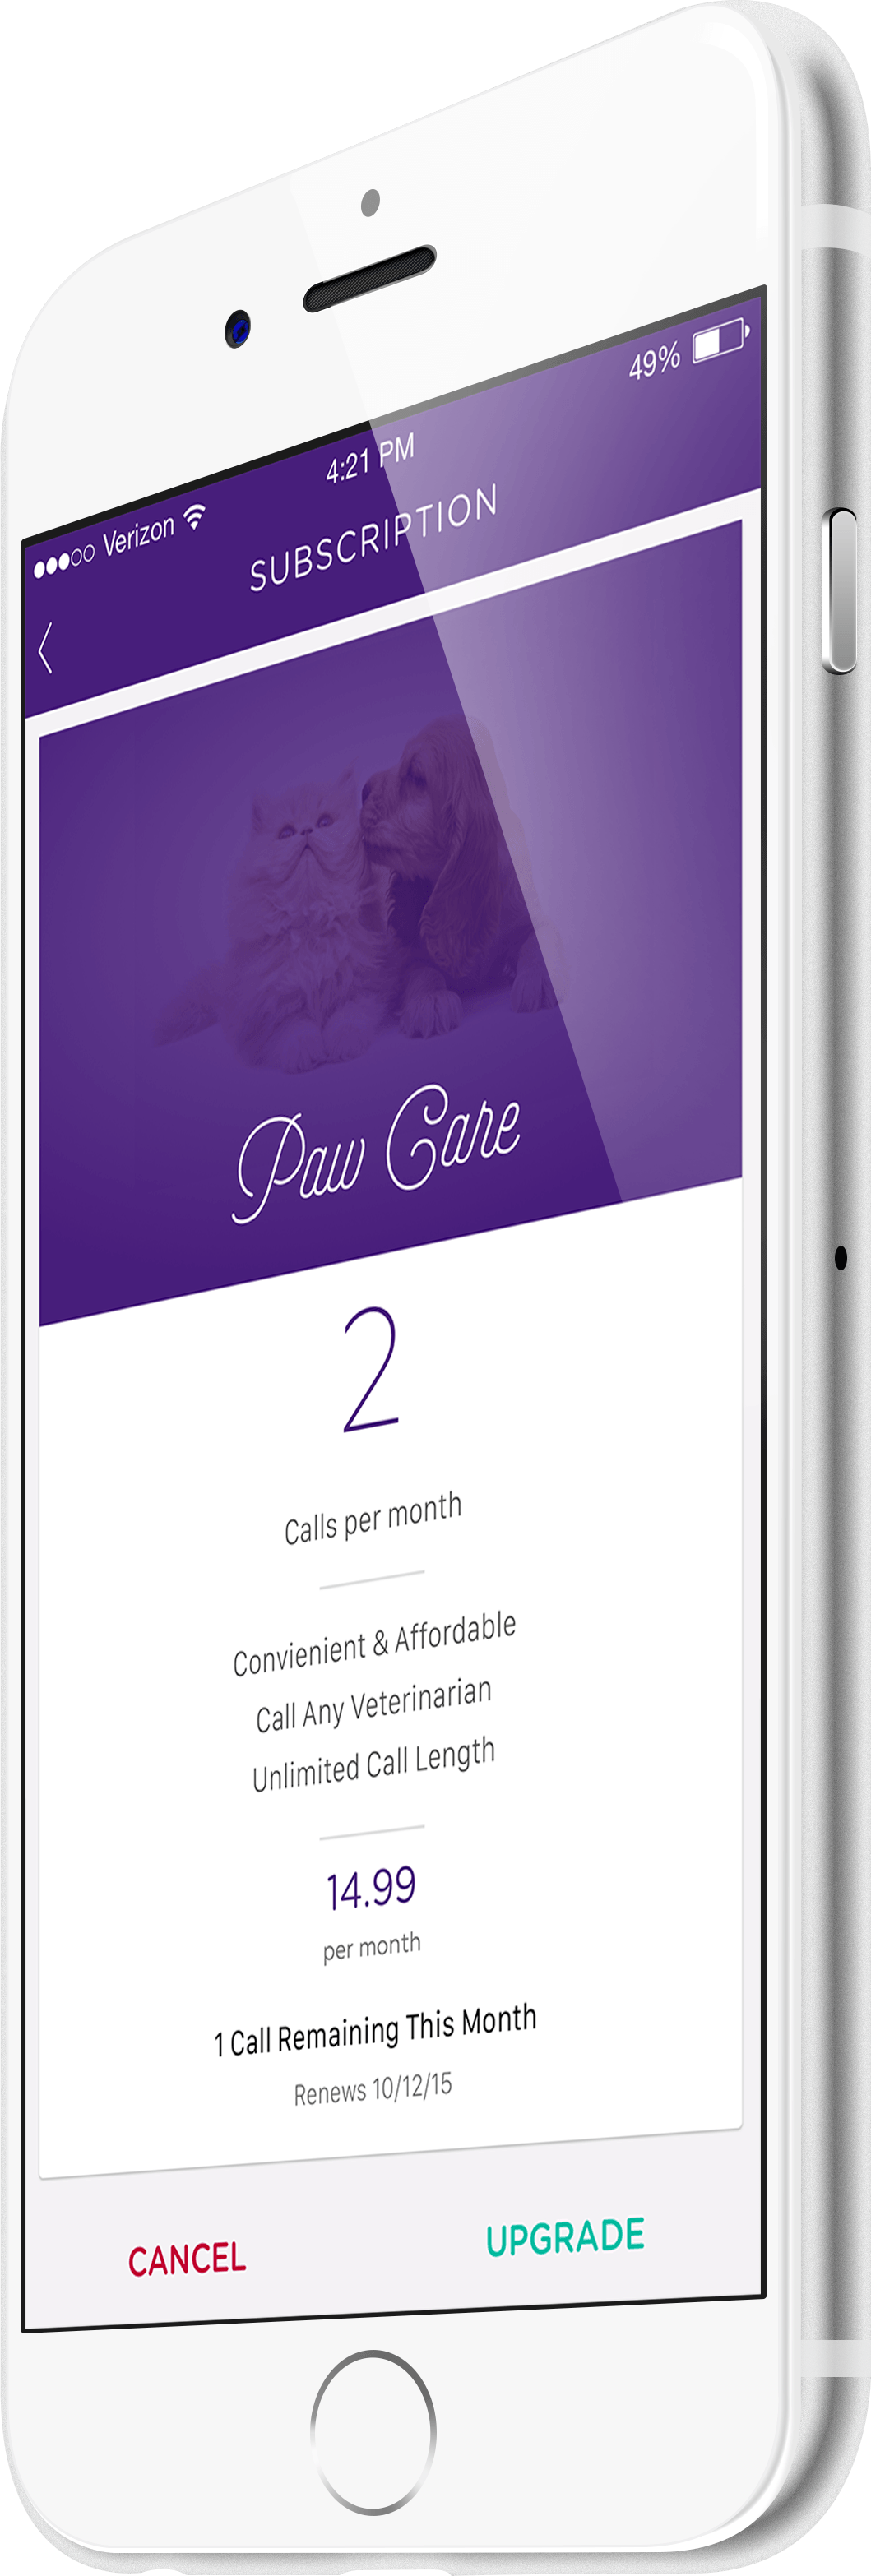 Verizon 4:21 PM 49%
SUBSCRIPTION
Paw Care
2
Calls per month
Convienient & Affordable
Call Any Veterinarian
Unlimited Call Length
14.99
per month
1 Call Remaining This Month
Renews 10/12/15
CANCEL UPGRADE